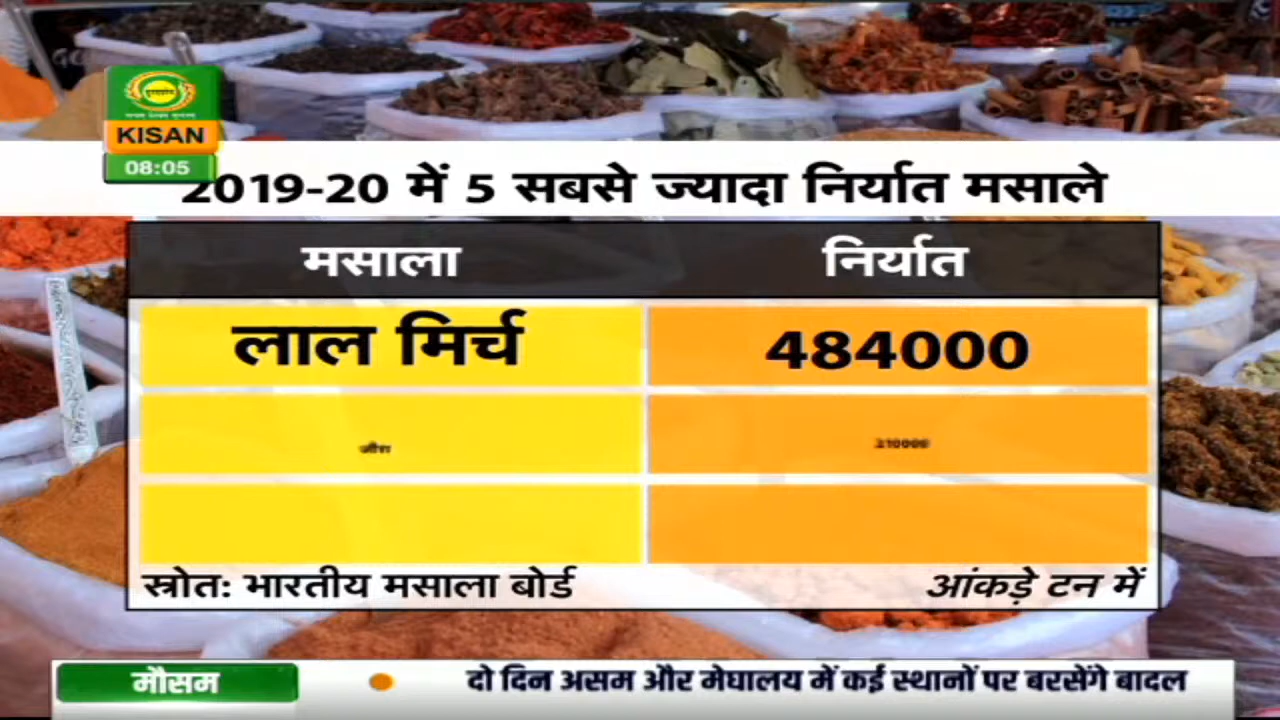 KISAN
08:05
2019-20 में 5 सबसे ज्यादा निर्यात मसाले
मसाला निर्यात
लाल मिर्च 484000
जीरा 210000
स्रोत: भारतीय मसाला बोर्ड आंकड़े टन में
मौसम दो दिन असम और मेघालय में कई स्थानों पर बरसेंगे बादल